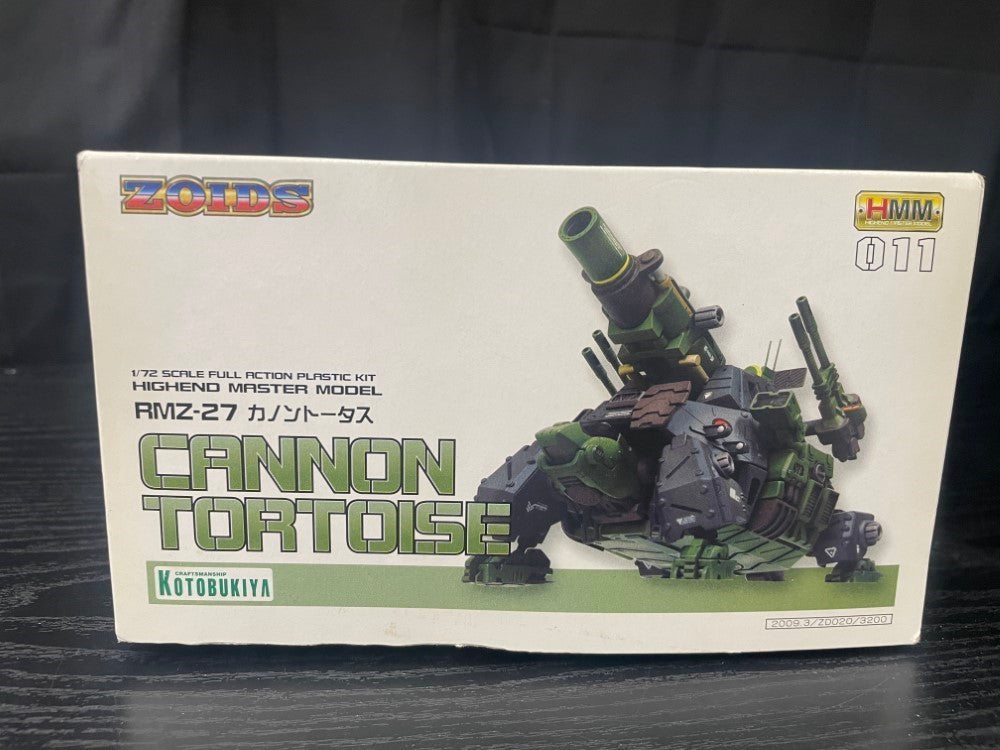 ZOIDS
HMM
HIGHEND MASTER MODEL
011
1/72 SCALE FULL ACTION PLASTIC KIT
HIGHEND MASTER MODEL
RMZ-27 カノントータス
CANNON
TORTOISE
CRAFTSMANSHIP
KOTOBUKIYA
2009.3/ZD020/3200